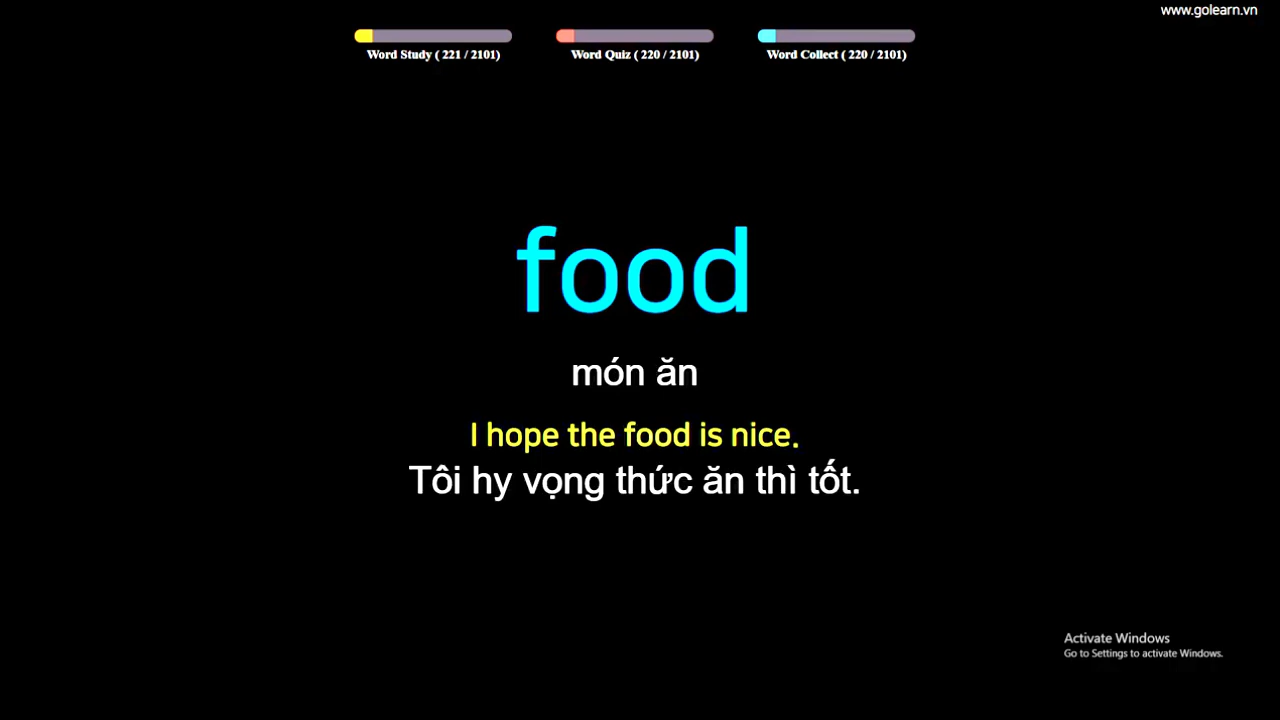 www.golearn.vn
Word Study ( 221 / 2101)
Word Quiz ( 220 / 2101)
Word Collect ( 220 / 2101)
food
món ăn
I hope the food is nice.
Tôi hy vọng thức ăn thì tốt.
Activate Windows
Go to Settings to activate Windows.